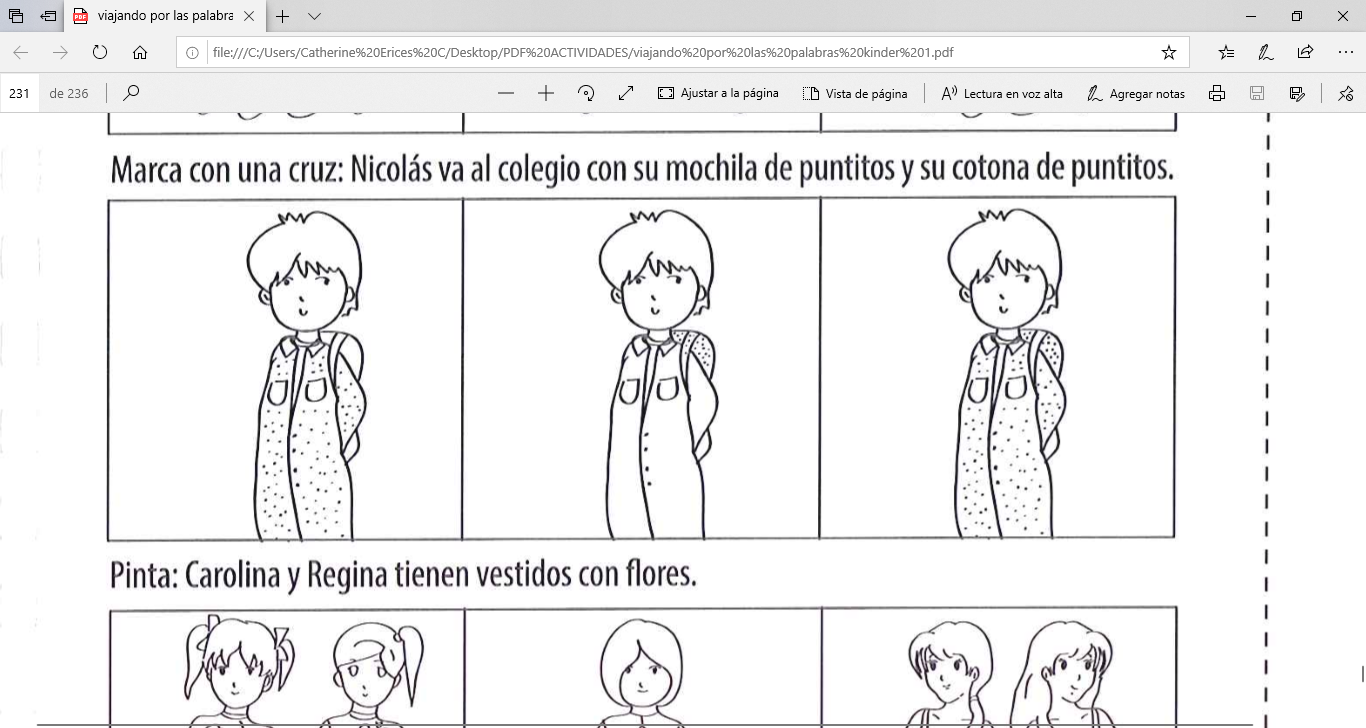 viajando por las palabra
file:///C:/Users/Catherine%20Erices%20C/Desktop/PDF%20ACTIVIDADES/viajando%20por%20las%20palabras%20kinder%201.pdf
231 de 236 Ajustar a la página Vista de página Lectura en voz alta Agregar notas
Marca con una cruz: Nicolás va al colegio con su mochila de puntitos y su cotona de puntitos.
Pinta: Carolina y Regina tienen vestidos con flores.